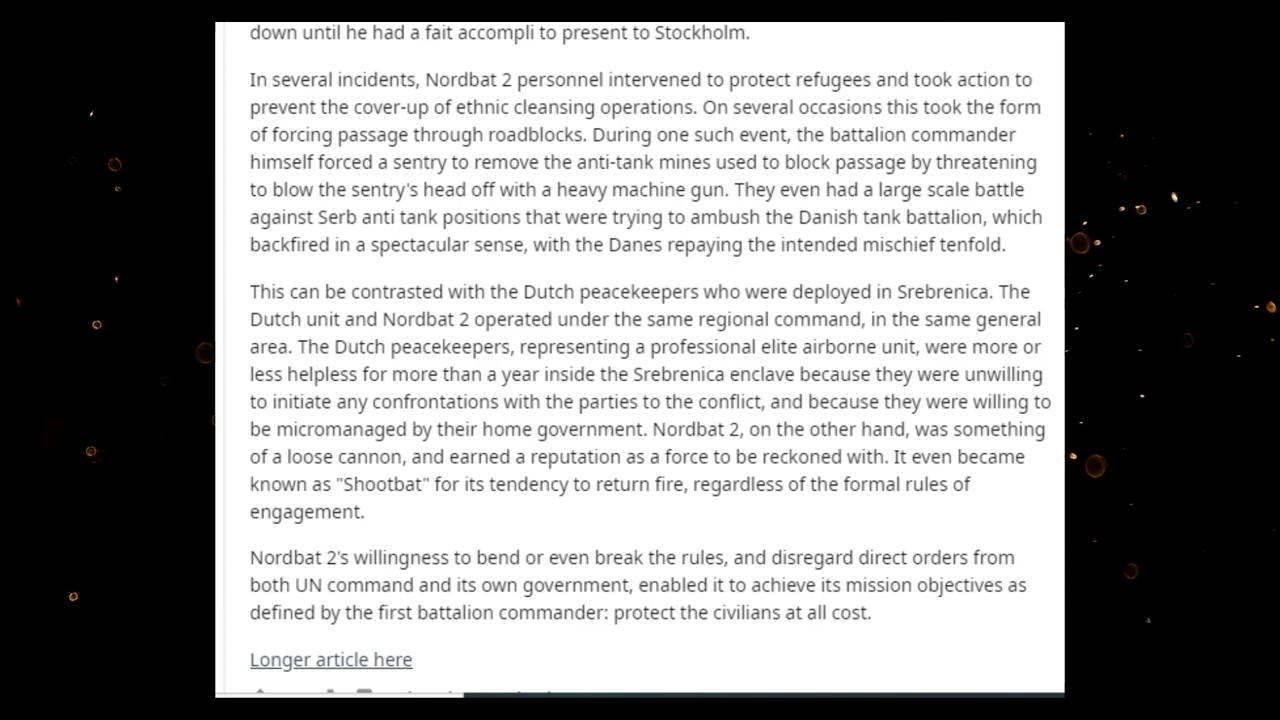 down until he had a fait accompli to present to Stockholm.
In several incidents, Nordbat 2 personnel intervened to protect refugees and took action to
prevent the cover-up of ethnic cleansing operations. On several occasions this took the form
of forcing passage through roadblocks. During one such event, the battalion commander
himself forced a sentry to remove the anti-tank mines used to block passage by threatening
to blow the sentry's head off with a heavy machine gun. They even had a large scale battle
against Serb anti tank positions that were trying to ambush the Danish tank battalion, which
backfired in a spectacular sense, with the Danes repaying the intended mischief tenfold.
This can be contrasted with the Dutch peacekeepers who were deployed in Srebrenica. The
Dutch unit and Nordbat 2 operated under the same regional command, in the same general
area. The Dutch peacekeepers, representing a professional elite airborne unit, were more or
less helpless for more than a year inside the Srebrenica enclave because they were unwilling
to initiate any confrontations with the parties to the conflict, and because they were willing to
be micromanaged by their home government. Nordbat 2, on the other hand, was something
of a loose cannon, and earned a reputation as a force to be reckoned with. It even became
known as "Shootbat" for its tendency to return fire, regardless of the formal rules of
engagement.
Nordbat 2's willingness to bend or even break the rules, and disregard direct orders from
both UN command and its own government, enabled it to achieve its mission objectives as
defined by the first battalion commander: protect the civilians at all cost.
Longer article here